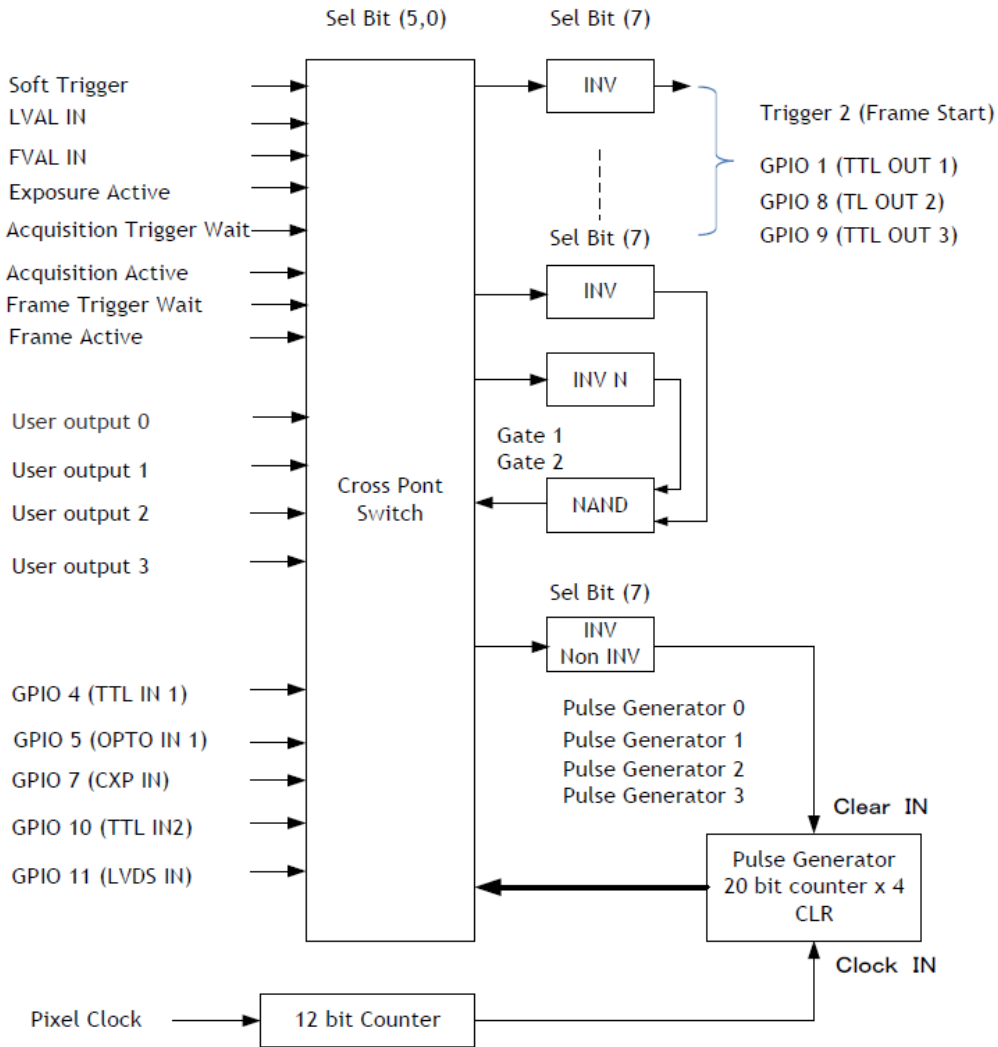 Sel Bit (5,0)
Sel Bit (7)
Soft Trigger
LVAL IN
FVAL IN
Exposure Active
Acquisition Trigger Wait
Acquisition Active
Frame Trigger Wait
Frame Active
User output 0
User output 1
User output 2
User output 3
GPIO 4 (TTL IN 1)
GPIO 5 (OPTO IN 1)
GPIO 7 (CXP IN)
GPIO 10 (TTL IN2)
GPIO 11 (LVDS IN)
Pixel Clock
12 bit Counter
Cross Pont
Switch
INV
Trigger 2 (Frame Start)
GPIO 1 (TTL OUT 1)
GPIO 8 (TL OUT 2)
GPIO 9 (TTL OUT 3)
Sel Bit (7)
INV
INV N
Gate 1
Gate 2
NAND
Sel Bit (7)
INV
Non INV
Pulse Generator 0
Pulse Generator 1
Pulse Generator 2
Pulse Generator 3
Clear IN
Pulse Generator
20 bit counter x 4
CLR
Clock IN